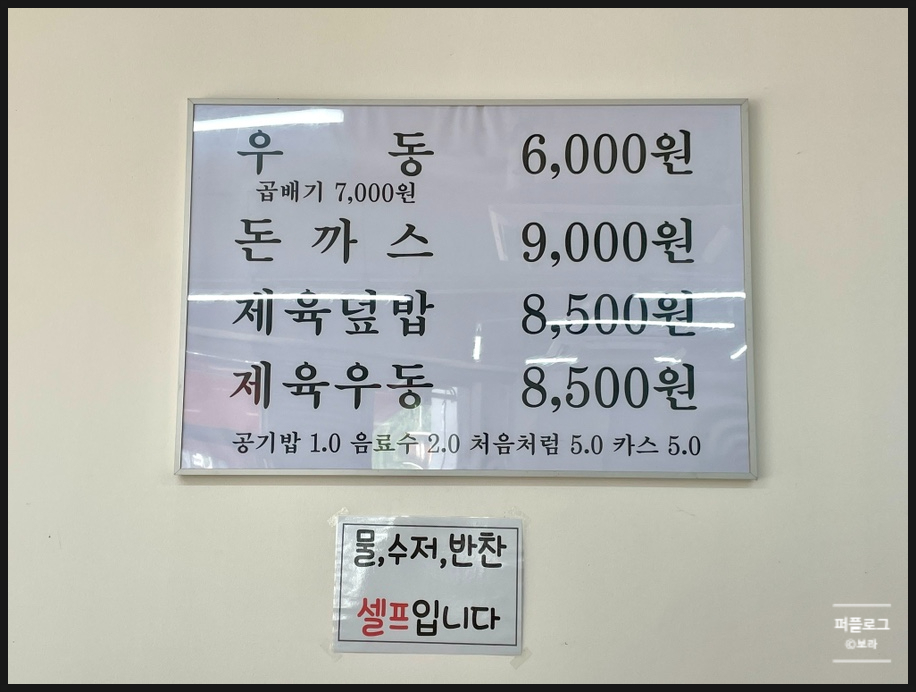 우 동 6,000원
곱배기 7,000원
돈 까 스 9,000원
제육덮밥 8,500원
제육우동 8,500원
공기밥 1.0 음료수 2.0 처음처럼 5.0 카스 5.0
물,수저,반찬
셀프입니다
퍼플로그
©보라